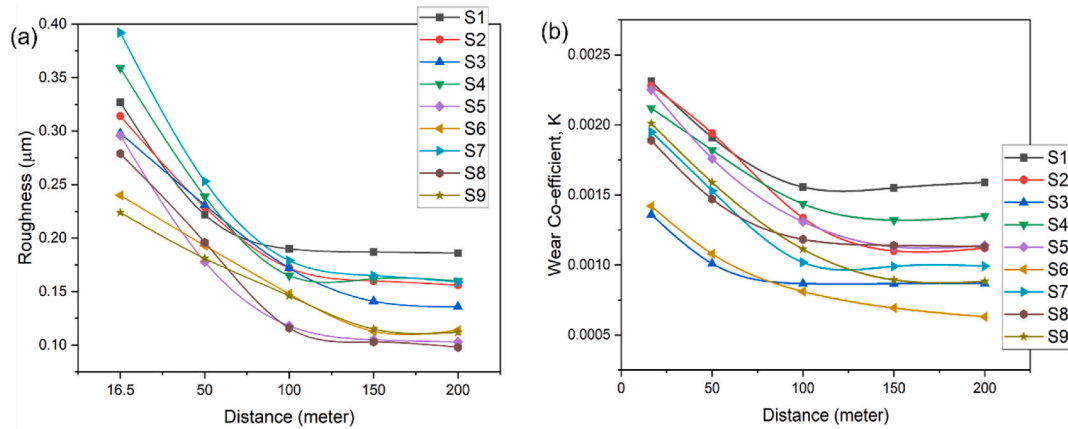 (a)
0.40
0.35
0.30
0.25
0.20
0.15
0.10
Roughness (μm)
16.5 50 100 150 200
Distance (meter)
S1
S2
S3
S4
S5
S6
S7
S8
S9
(b)
0.0025
0.0020
0.0015
0.0010
0.0005
Wear Co-efficient, K
0 50 100 150 200
Distance (meter)
S1
S2
S3
S4
S5
S6
S7
S8
S9